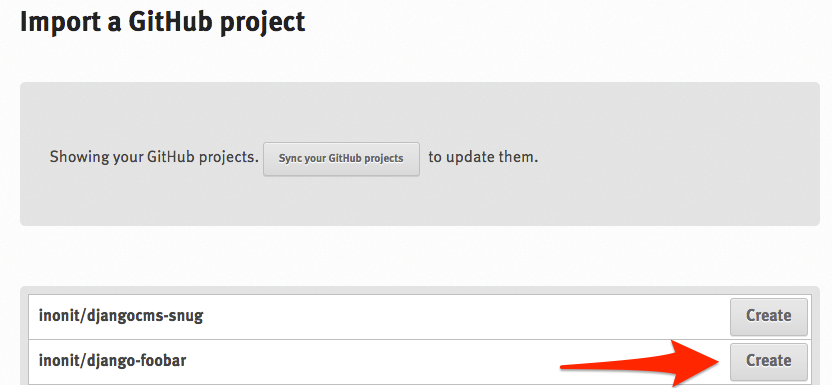 Import a GitHub project
Showing your GitHub projects. Sync your GitHub projects to update them.
inonit/djangocms-snug Create
inonit/django-foobar Create